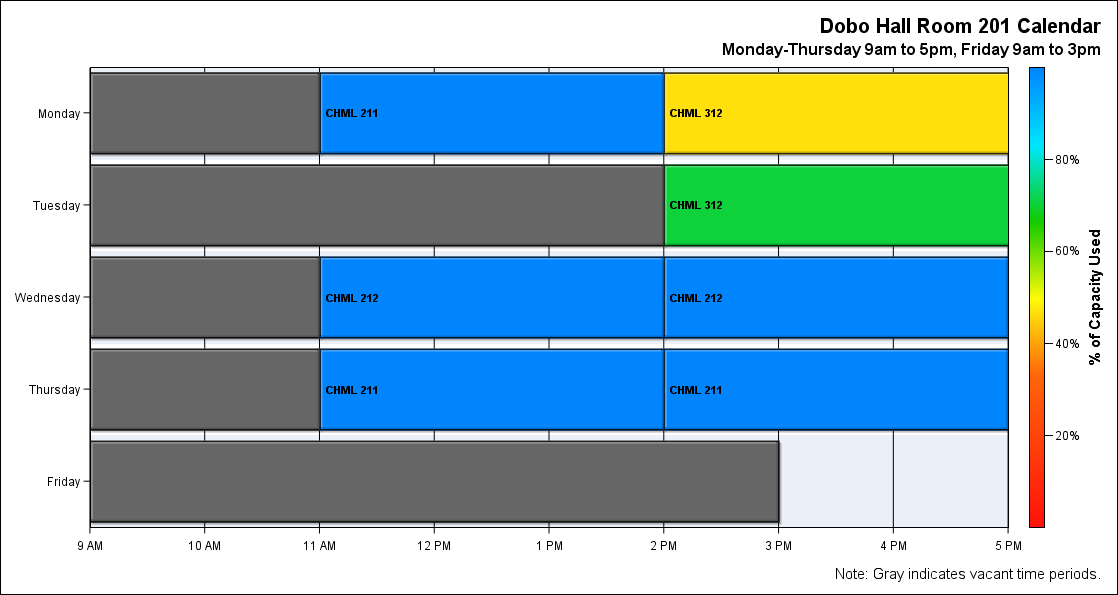 Dobo Hall Room 201 Calendar
Monday-Thursday 9am to 5pm, Friday 9am to 3pm
Monday
CHML 211
CHML 312
Tuesday
CHML 312
Wednesday
CHML 212
CHML 212
Thursday
CHML 211
CHML 211
Friday
9 AM
10 AM
11 AM
12 PM
1 PM
2 PM
3 PM
4 PM
5 PM
80%
60%
40%
20%
% of Capacity Used
Note: Gray indicates vacant time periods.